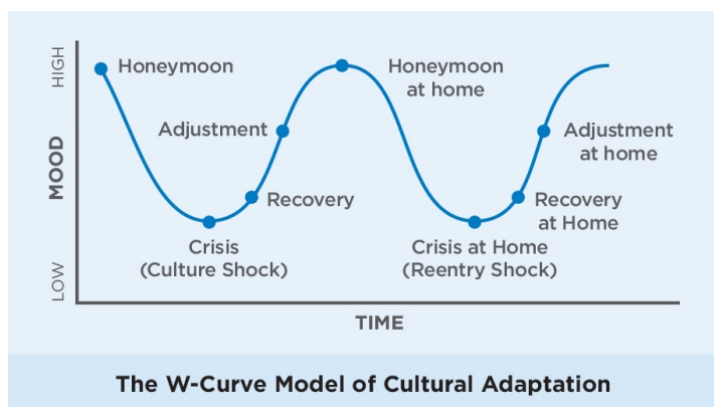 HIGH
MOOD
LOW
Honeymoon
Adjustment
Recovery
Crisis
(Culture Shock)
Honeymoon
at home
Adjustment
at home
Recovery
at Home
Crisis at Home
(Reentry Shock)
TIME
The W-Curve Model of Cultural Adaptation